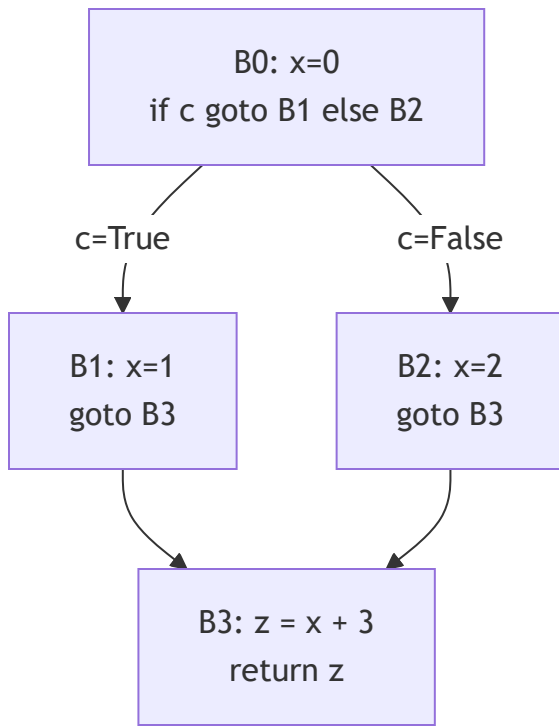 B0: x=0
if c goto B1 else B2
c=True
c=False
B1: x=1
goto B3
B2: x=2
goto B3
B3: z = x + 3
return z